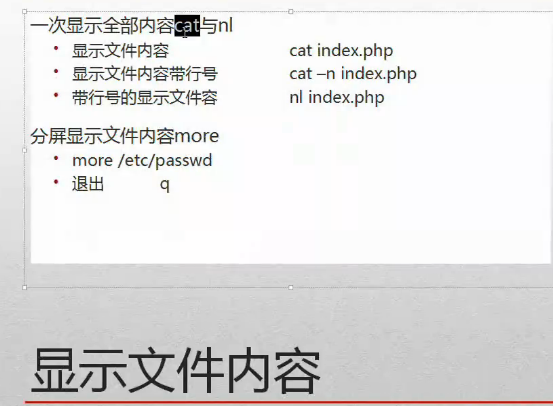 一次显示全部内容cat与nl
• 显示文件内容 cat index.php
• 显示文件内容带行号 cat –n index.php
• 带行号的显示文件容 nl index.php
分屏显示文件内容more
• more /etc/passwd
• 退出 q
显示文件内容